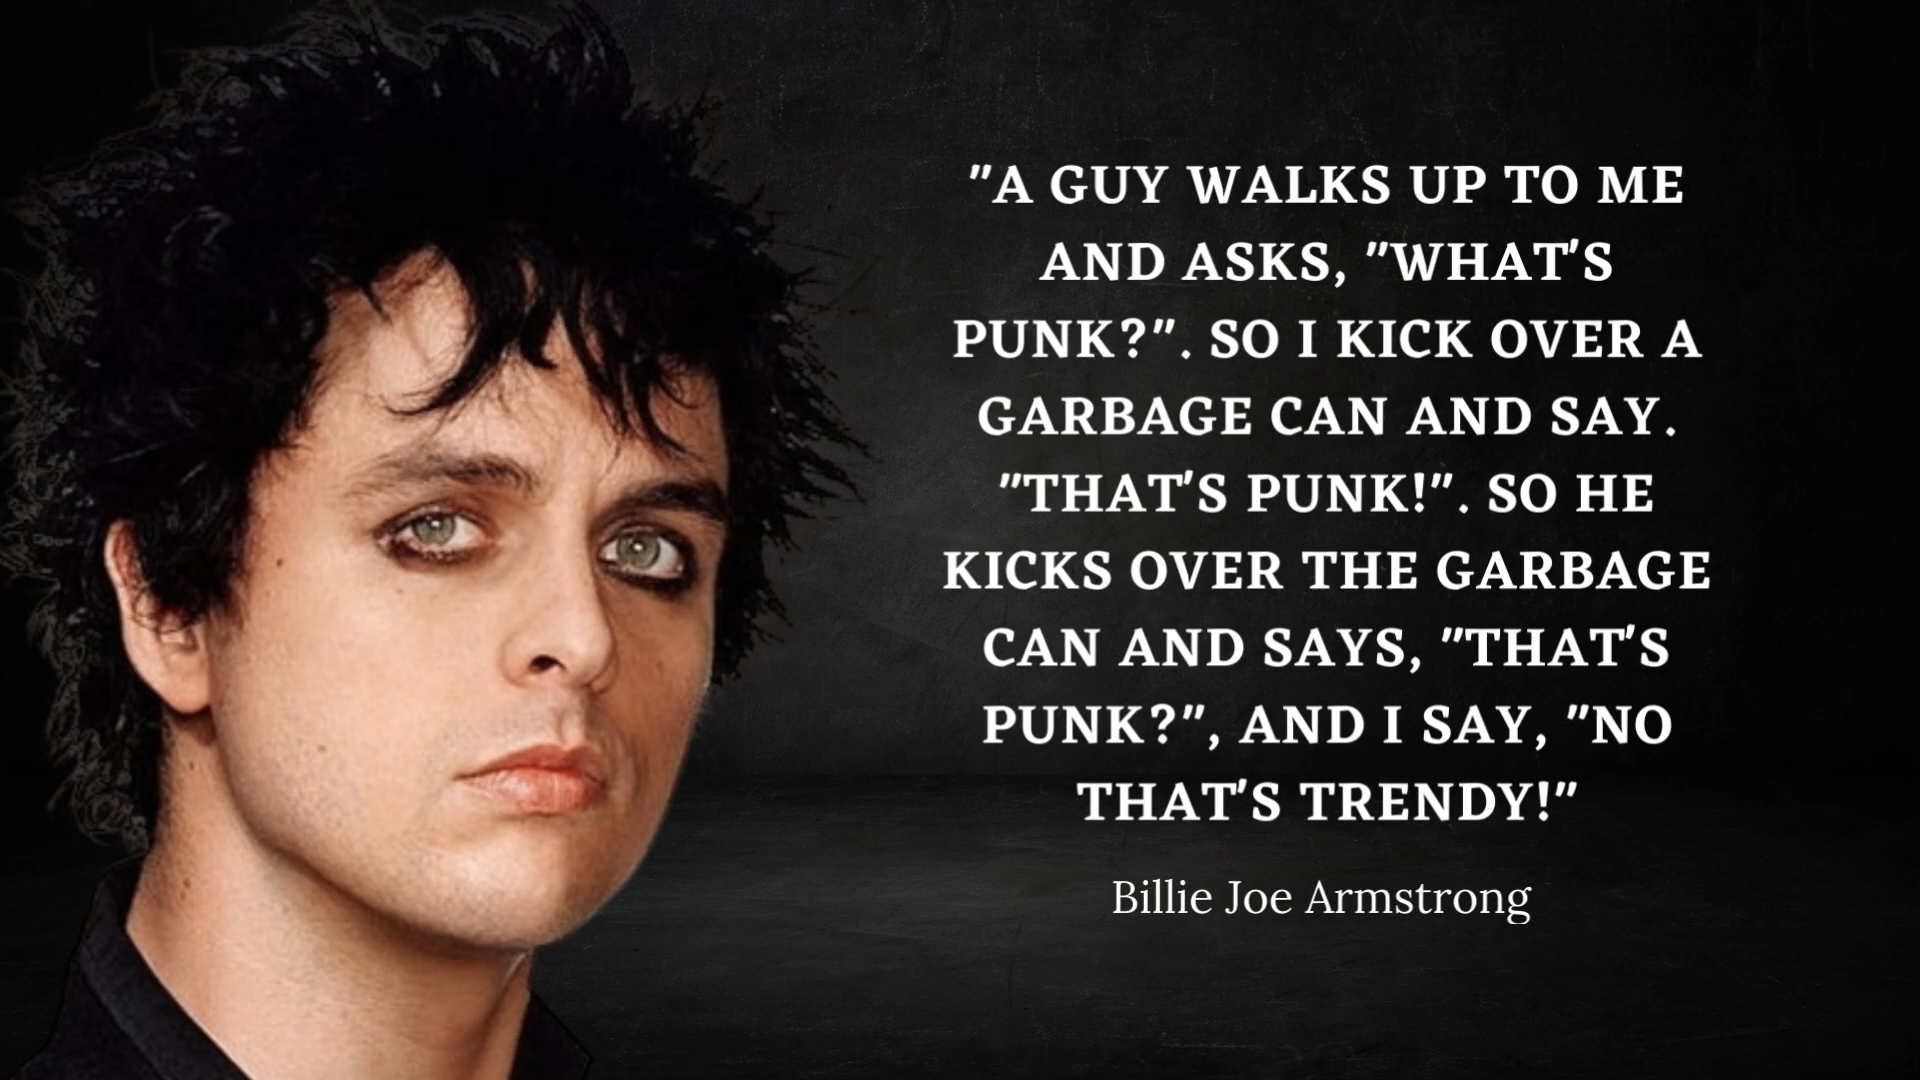 "A GUY WALKS UP TO ME
AND ASKS, "WHAT'S
PUNK?". SO I KICK OVER A
GARBAGE CAN AND SAY.
"THAT'S PUNK!". SO HE
KICKS OVER THE GARBAGE
CAN AND SAYS, "THAT'S
PUNK?", AND I SAY, "NO
THAT'S TRENDY!"
Billie Joe Armstrong